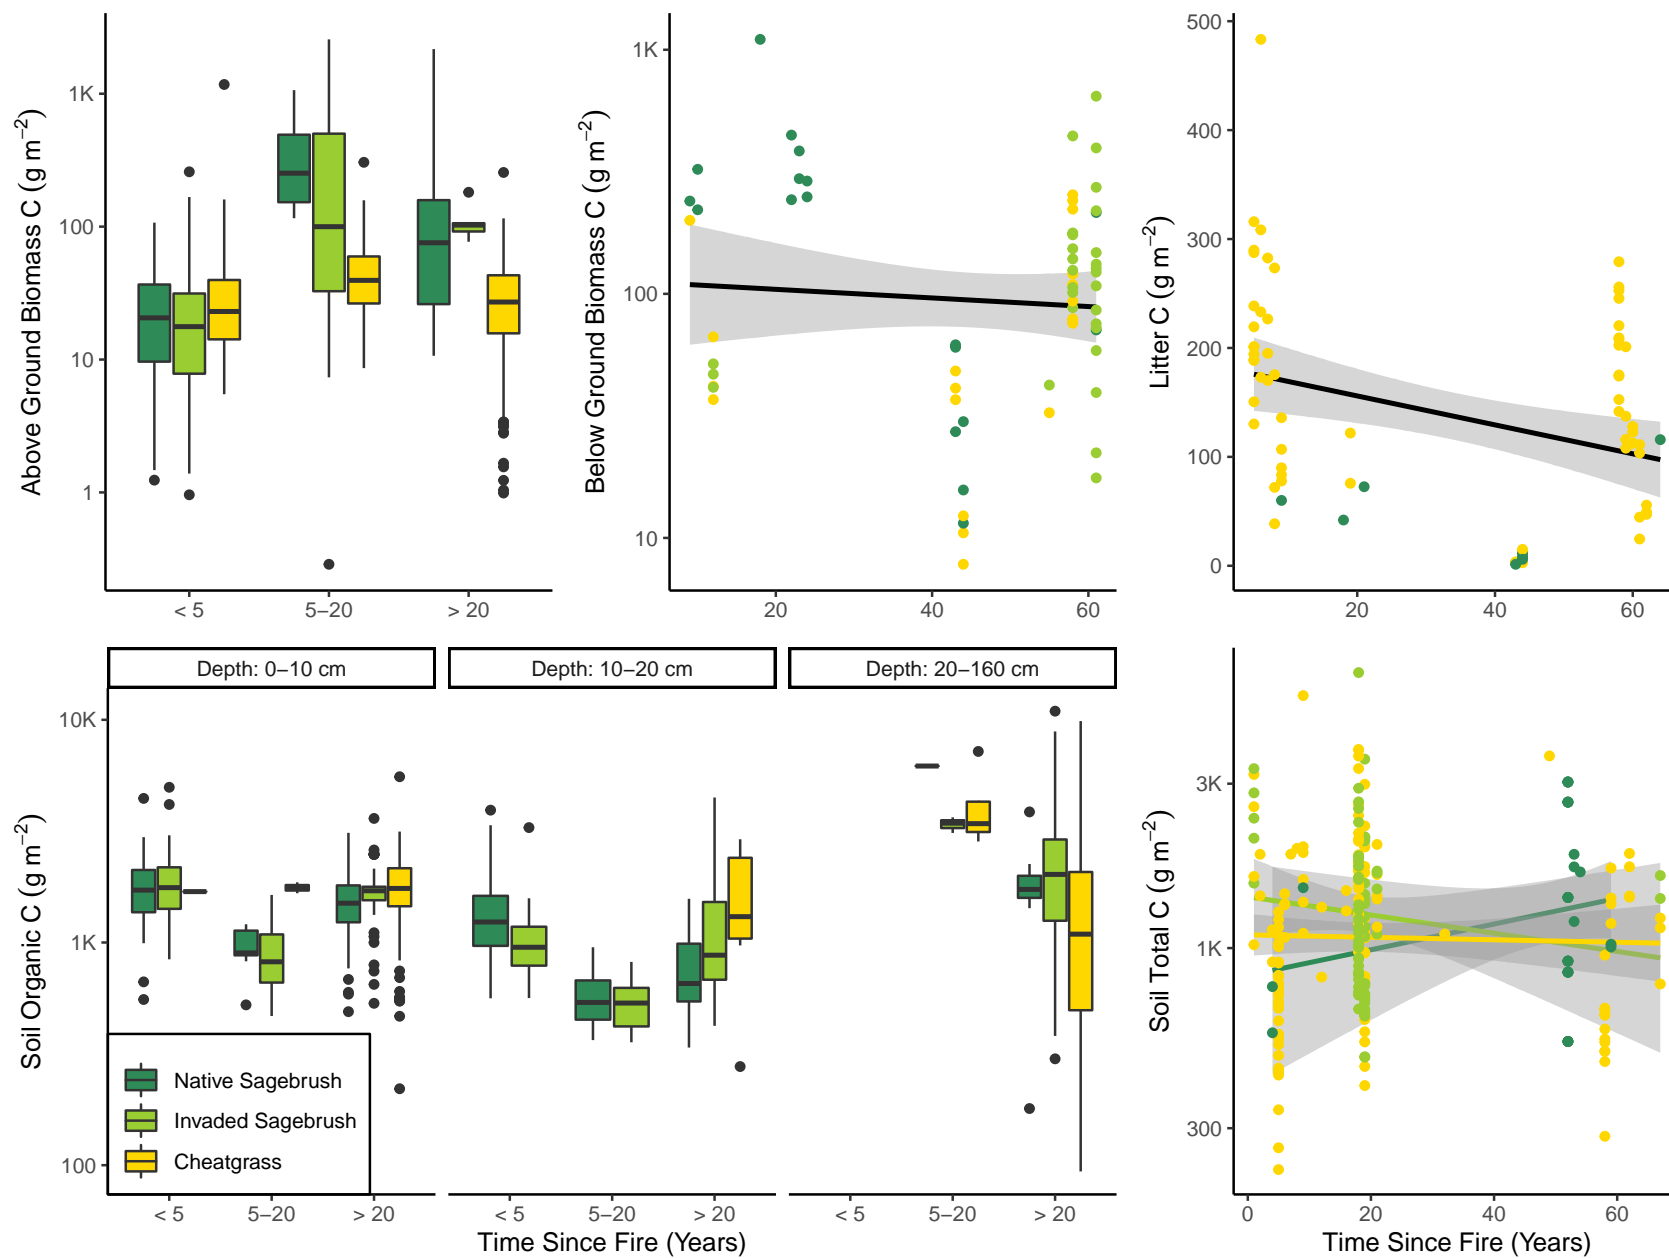 Above Ground Biomass C (g m−2)
1K
100
10
1
< 5
5−20
> 20
Below Ground Biomass C (g m−2)
1K
100
10
20
40
60
Litter C (g m−2)
500
400
300
200
100
0
20
40
60
Soil Organic C (g m−2)
10K
1K
100
Depth: 0−10 cm
Depth: 10−20 cm
Depth: 20−160 cm
Native Sagebrush
Invaded Sagebrush
Cheatgrass
< 5
5−20
> 20
< 5
5−20
> 20
< 5
5−20
> 20
Time Since Fire (Years)
Soil Total C (g m−2)
3K
1K
300
0
20
40
60
Time Since Fire (Years)